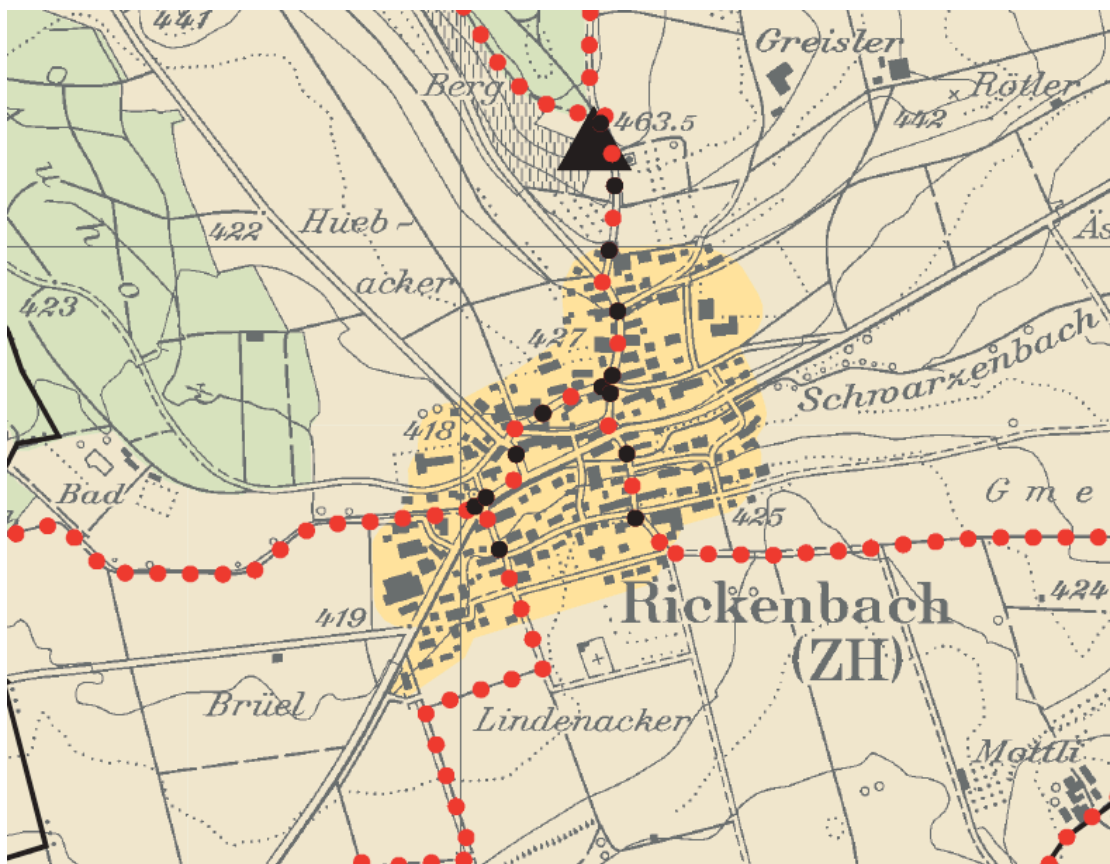 441
Greisler
Berg
Rötler
463.5
442
422
Hueb-
acker
As
423
427
Schwarzenbach
418
Bad
425
Gme
Rickenbach
(ZH)
424
419
Brüel
Lindenacker
Mottli